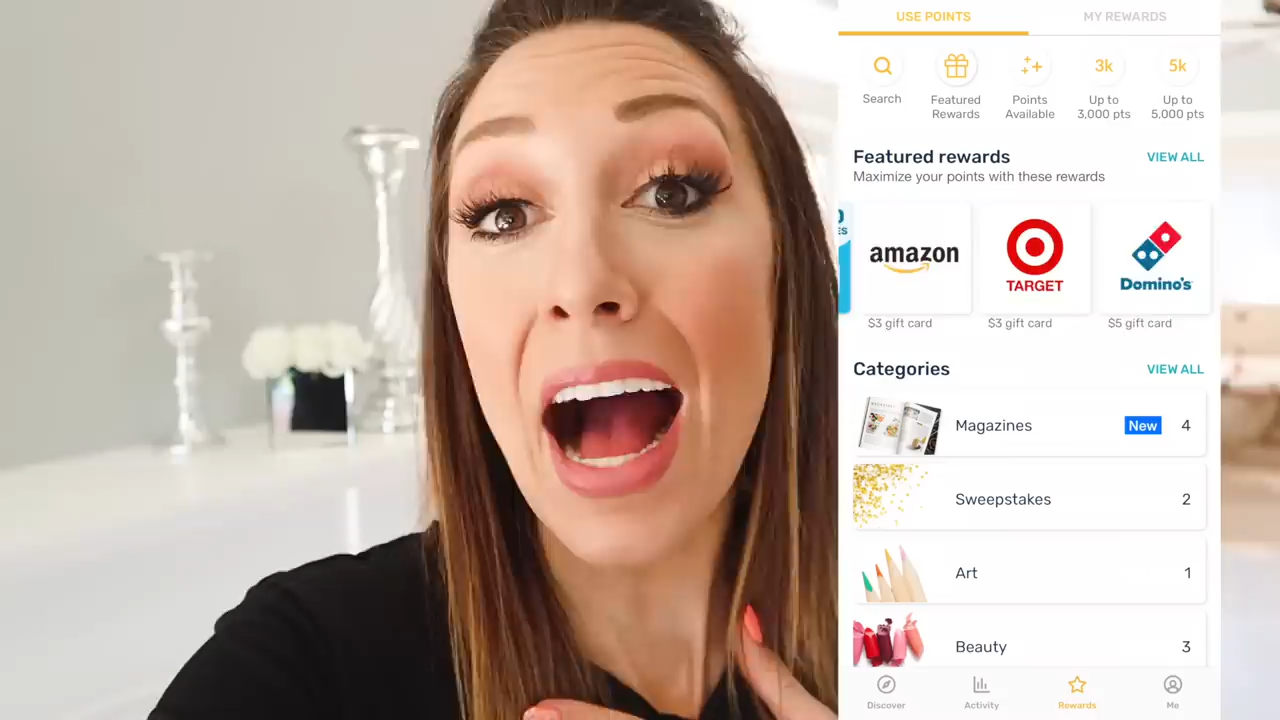 USE POINTS
MY REWARDS
3k
5k
Search
Featured
Rewards
Points
Available
Up to
3,000 pts
Up to
5,000 pts
Featured rewards
VIEW ALL
Maximize your points with these rewards
amazon
TARGET
Domino's
$3 gift card
$3 gift card
$5 gift card
Categories
VIEW ALL
Magazines
New
4
Sweepstakes
2
Art
1
Beauty
3
Discover
Activity
Rewards
Me